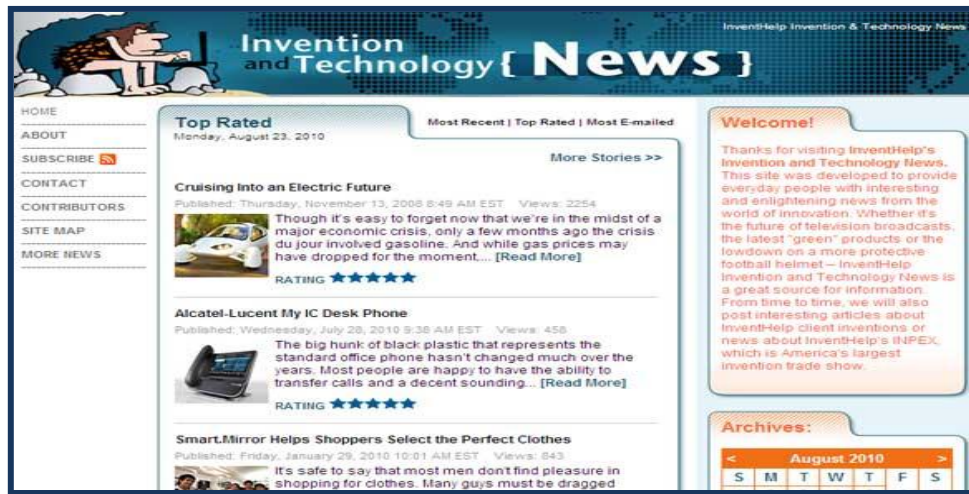 InventHelp Invention & Technology News
Invention
and Technology { News }
HOME
ABOUT
SUBSCRIBE
CONTACT
CONTRIBUTORS
SITE MAP
MORE NEWS
Top Rated
Monday, August 23, 2010
Most Recent | Top Rated | Most E-mailed
More Stories >>
Cruising Into an Electric Future
Published: Thursday, November 13, 2008 8:49 AM EST Views: 2254
Though it's easy to forget now that we're in the midst of a
major economic crisis, only a few months ago the crisis
du jour involved gasoline. And while gas prices may
have dropped for the moment,... [Read More]
RATING
Alcatel-Lucent My IC Desk Phone
Published: Wednesday, July 28, 2010 9:38 AM EST Views: 458
The big hunk of black plastic that represents the
standard office phone hasn't changed much over the
years. Most people are happy to have the ability to
transfer calls and a decent sounding... [Read More]
RATING
Smart.Mirror Helps Shoppers Select the Perfect Clothes
Published: Friday, January 29, 2010 10:01 AM EST Views: 843
It's safe to say that most men don't find pleasure in
shopping for clothes. Many guys must be dragged
Welcome!
Thanks for visiting InventHelp's
Invention and Technology News.
This site was developed to provide
everyday people with interesting
and enlightening news from the
world of innovation. Whether it's
the future of television broadcasts,
the latest "green" products or the
lowdown on a more protective
football helmet – InventHelp
Invention and Technology News is
a great source for information.
From time to time, we will also
post interesting articles about
InventHelp client inventions or
news about InventHelp's INPEX,
which is America's largest
invention trade show.
Archives:
< August 2010 >
S M T W T F S